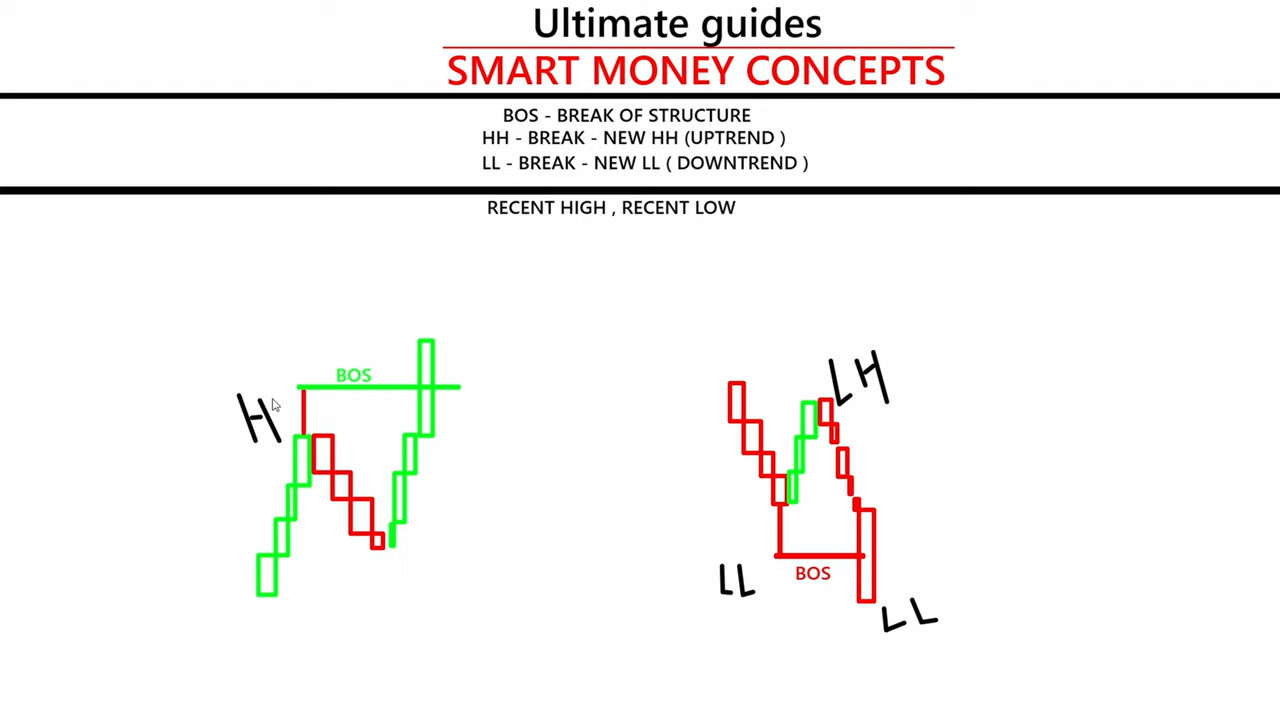 Ultimate guides
SMART MONEY CONCEPTS
BOS - BREAK OF STRUCTURE
HH - BREAK - NEW HH (UPTREND )
LL - BREAK - NEW LL ( DOWNTREND )
RECENT HIGH , RECENT LOW
BOS
H
LH
LL
BOS
LL